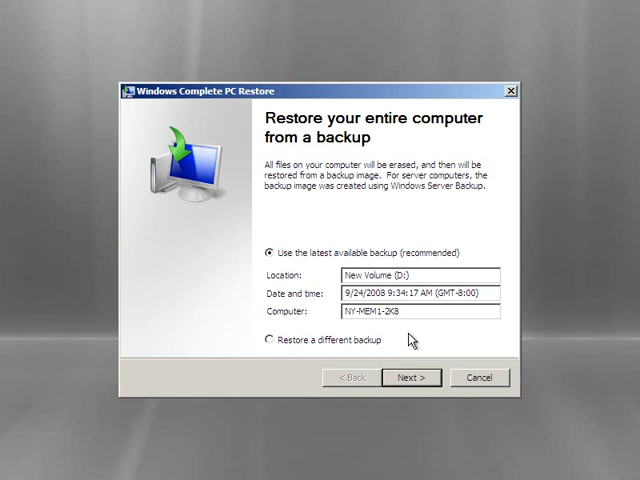 Windows Complete PC Restore
Restore your entire computer
from a backup
All files on your computer will be erased, and then will be
restored from a backup image. For server computers, the
backup image was created using Windows Server Backup.
Use the latest available backup (recommended)
Location: New Volume (D:)
Date and time: 9/24/2008 9:34:17 AM (GMT-8:00)
Computer: NY-MEM1-2K8
Restore a different backup
< Back Next > Cancel